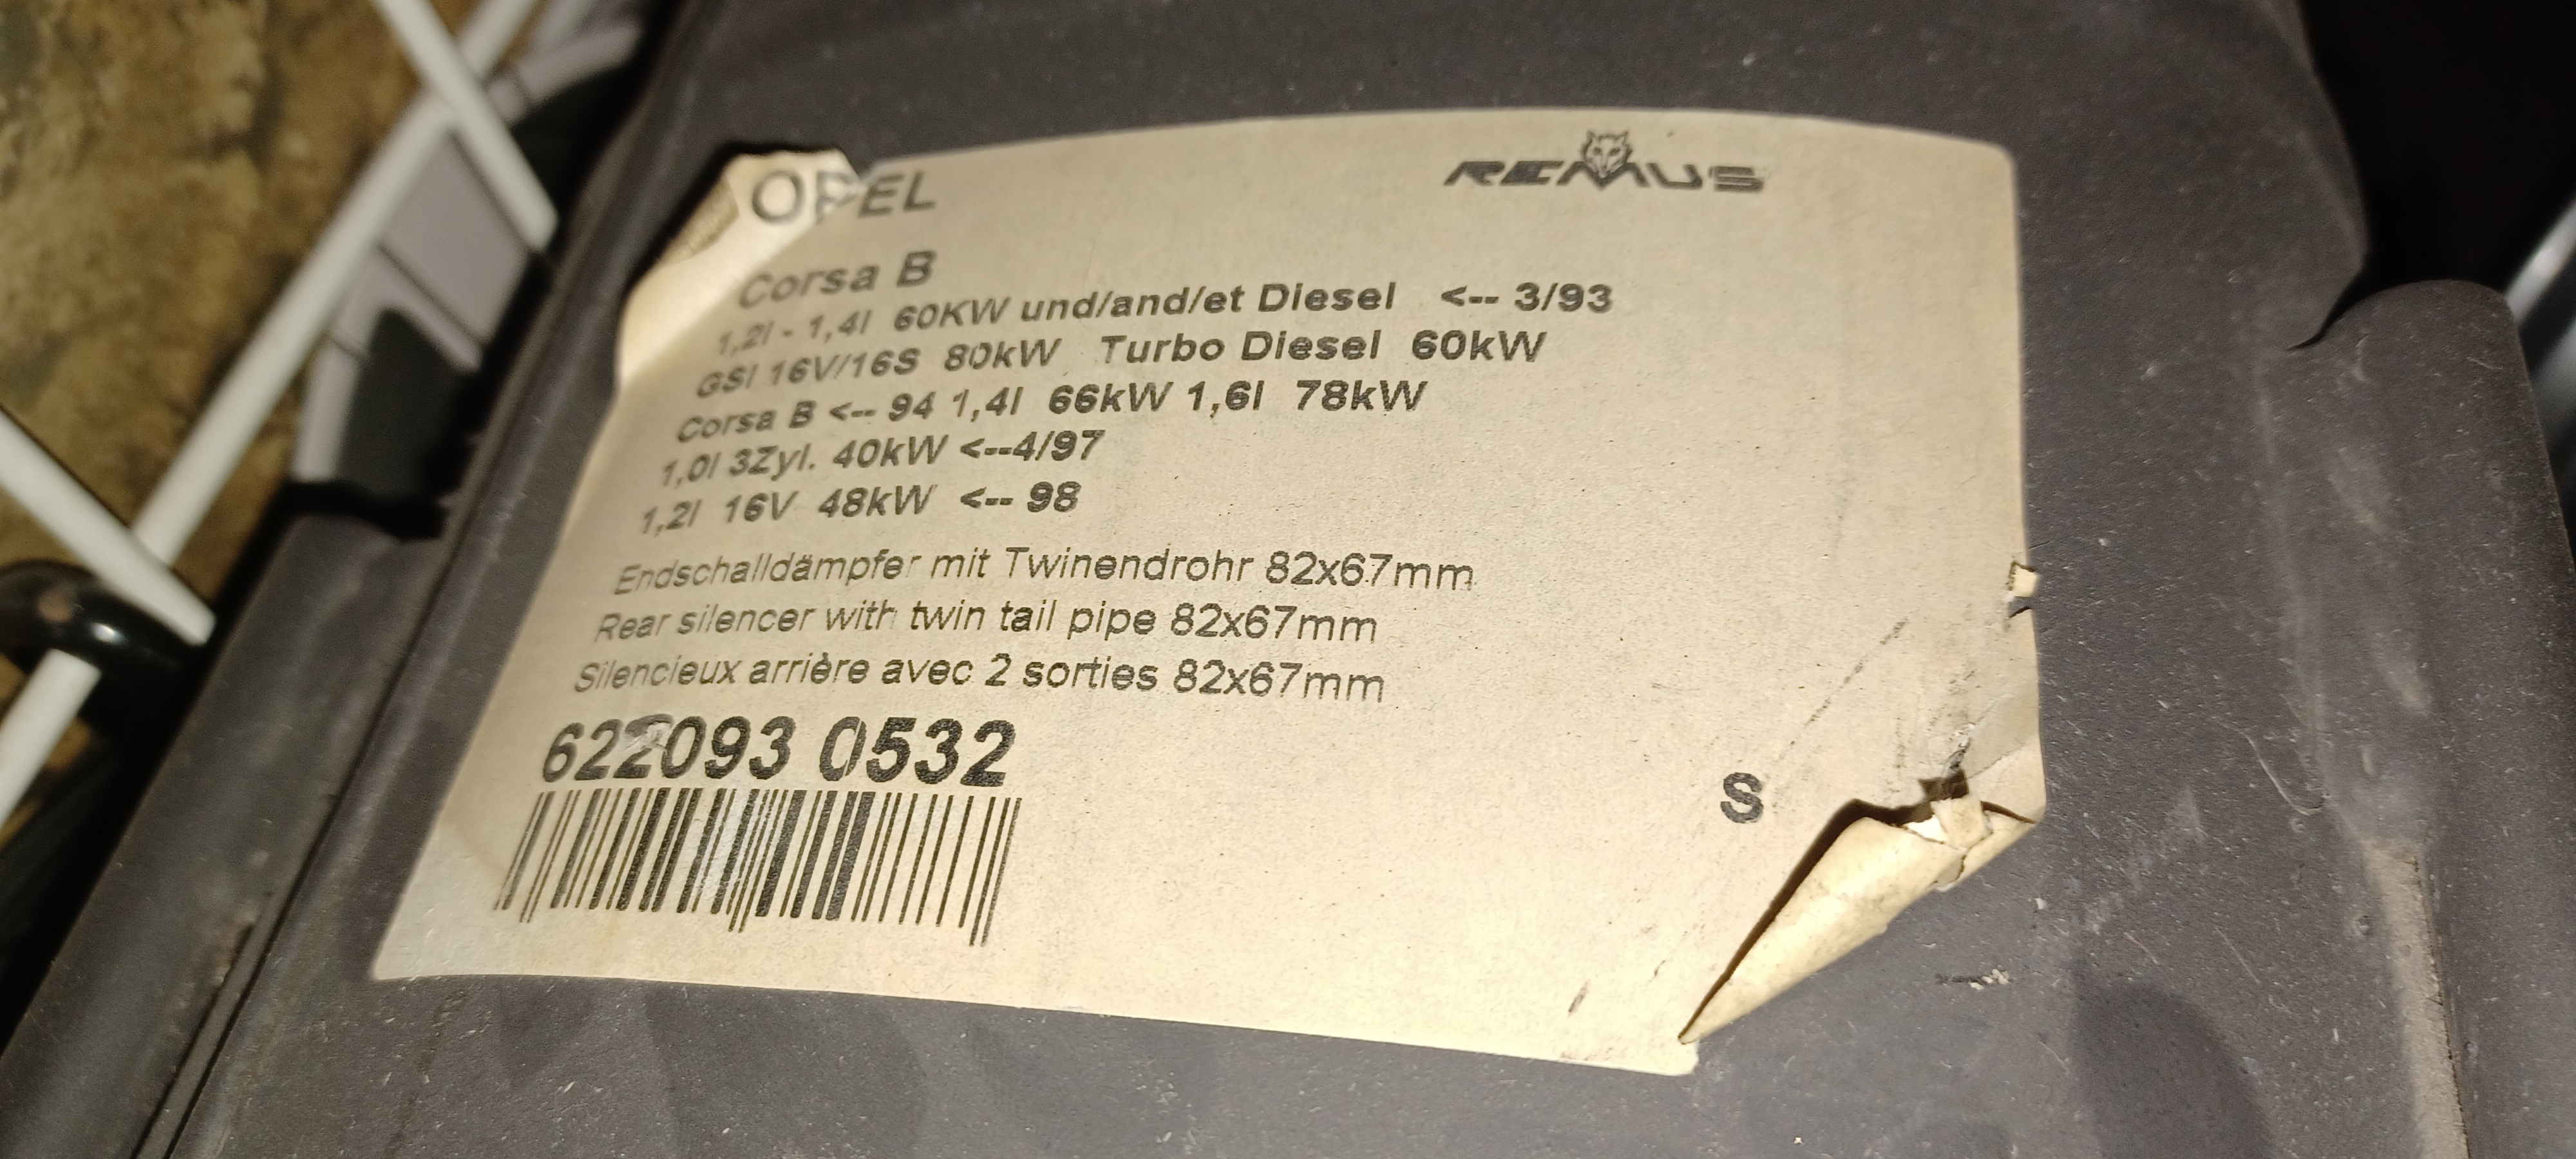 OPEL
REMUS
Corsa B
1,2l - 1,4l 60KW und/and/et Diesel <-- 3/93
GSI 16V/16S 80kW Turbo Diesel 60kW
Corsa B <-- 94 1,4l 66kW 1,6l 78kW
1,0l 3Zyl. 40kW <--4/97
1,2l 16V 48kW <-- 98
Endschalldämpfer mit Twinendrohr 82x67mm
Rear silencer with twin tail pipe 82x67mm
Silencieux arrière avec 2 sorties 82x67mm
622093 0532
S